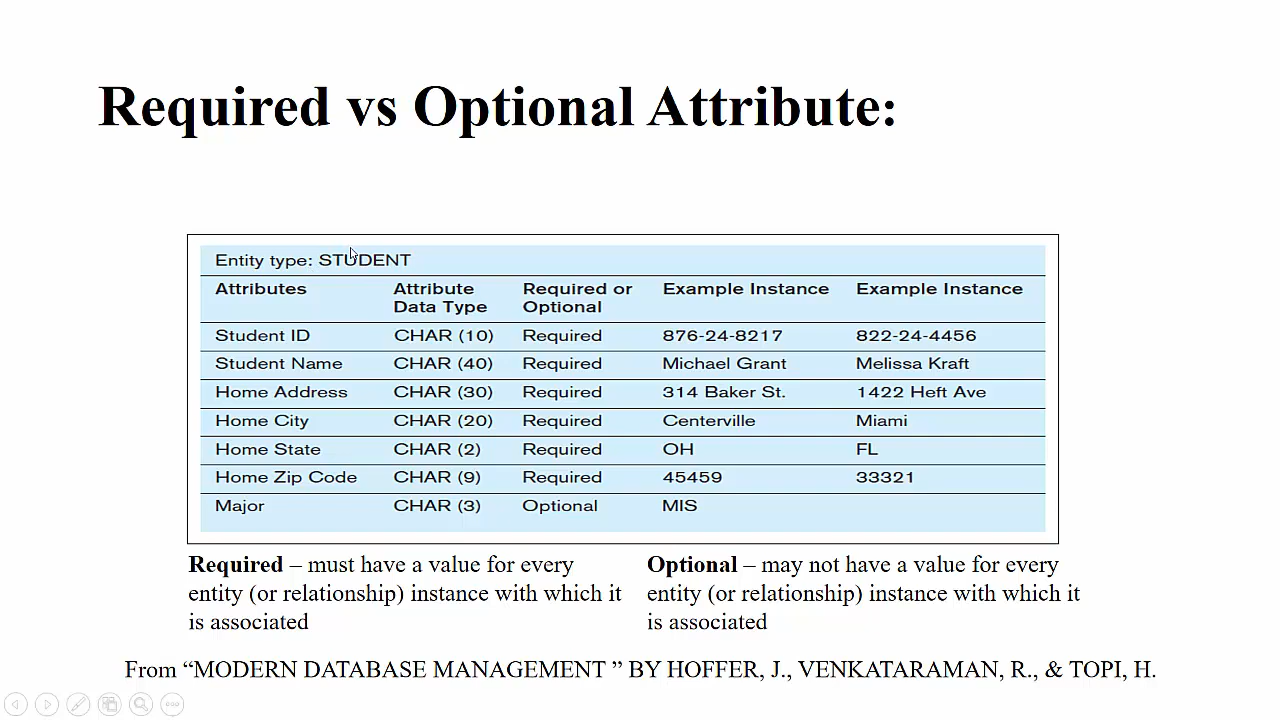 Required vs Optional Attribute:
Entity type: STUDENT
Attributes Attribute Data Type Required or Optional Example Instance Example Instance
Student ID CHAR (10) Required 876-24-8217 822-24-4456
Student Name CHAR (40) Required Michael Grant Melissa Kraft
Home Address CHAR (30) Required 314 Baker St. 1422 Heft Ave
Home City CHAR (20) Required Centerville Miami
Home State CHAR (2) Required OH FL
Home Zip Code CHAR (9) Required 45459 33321
Major CHAR (3) Optional MIS
Required – must have a value for every
entity (or relationship) instance with which it
is associated
Optional – may not have a value for every
entity (or relationship) instance with which it
is associated
From “MODERN DATABASE MANAGEMENT ” BY HOFFER, J., VENKATARAMAN, R., & TOPI, H.